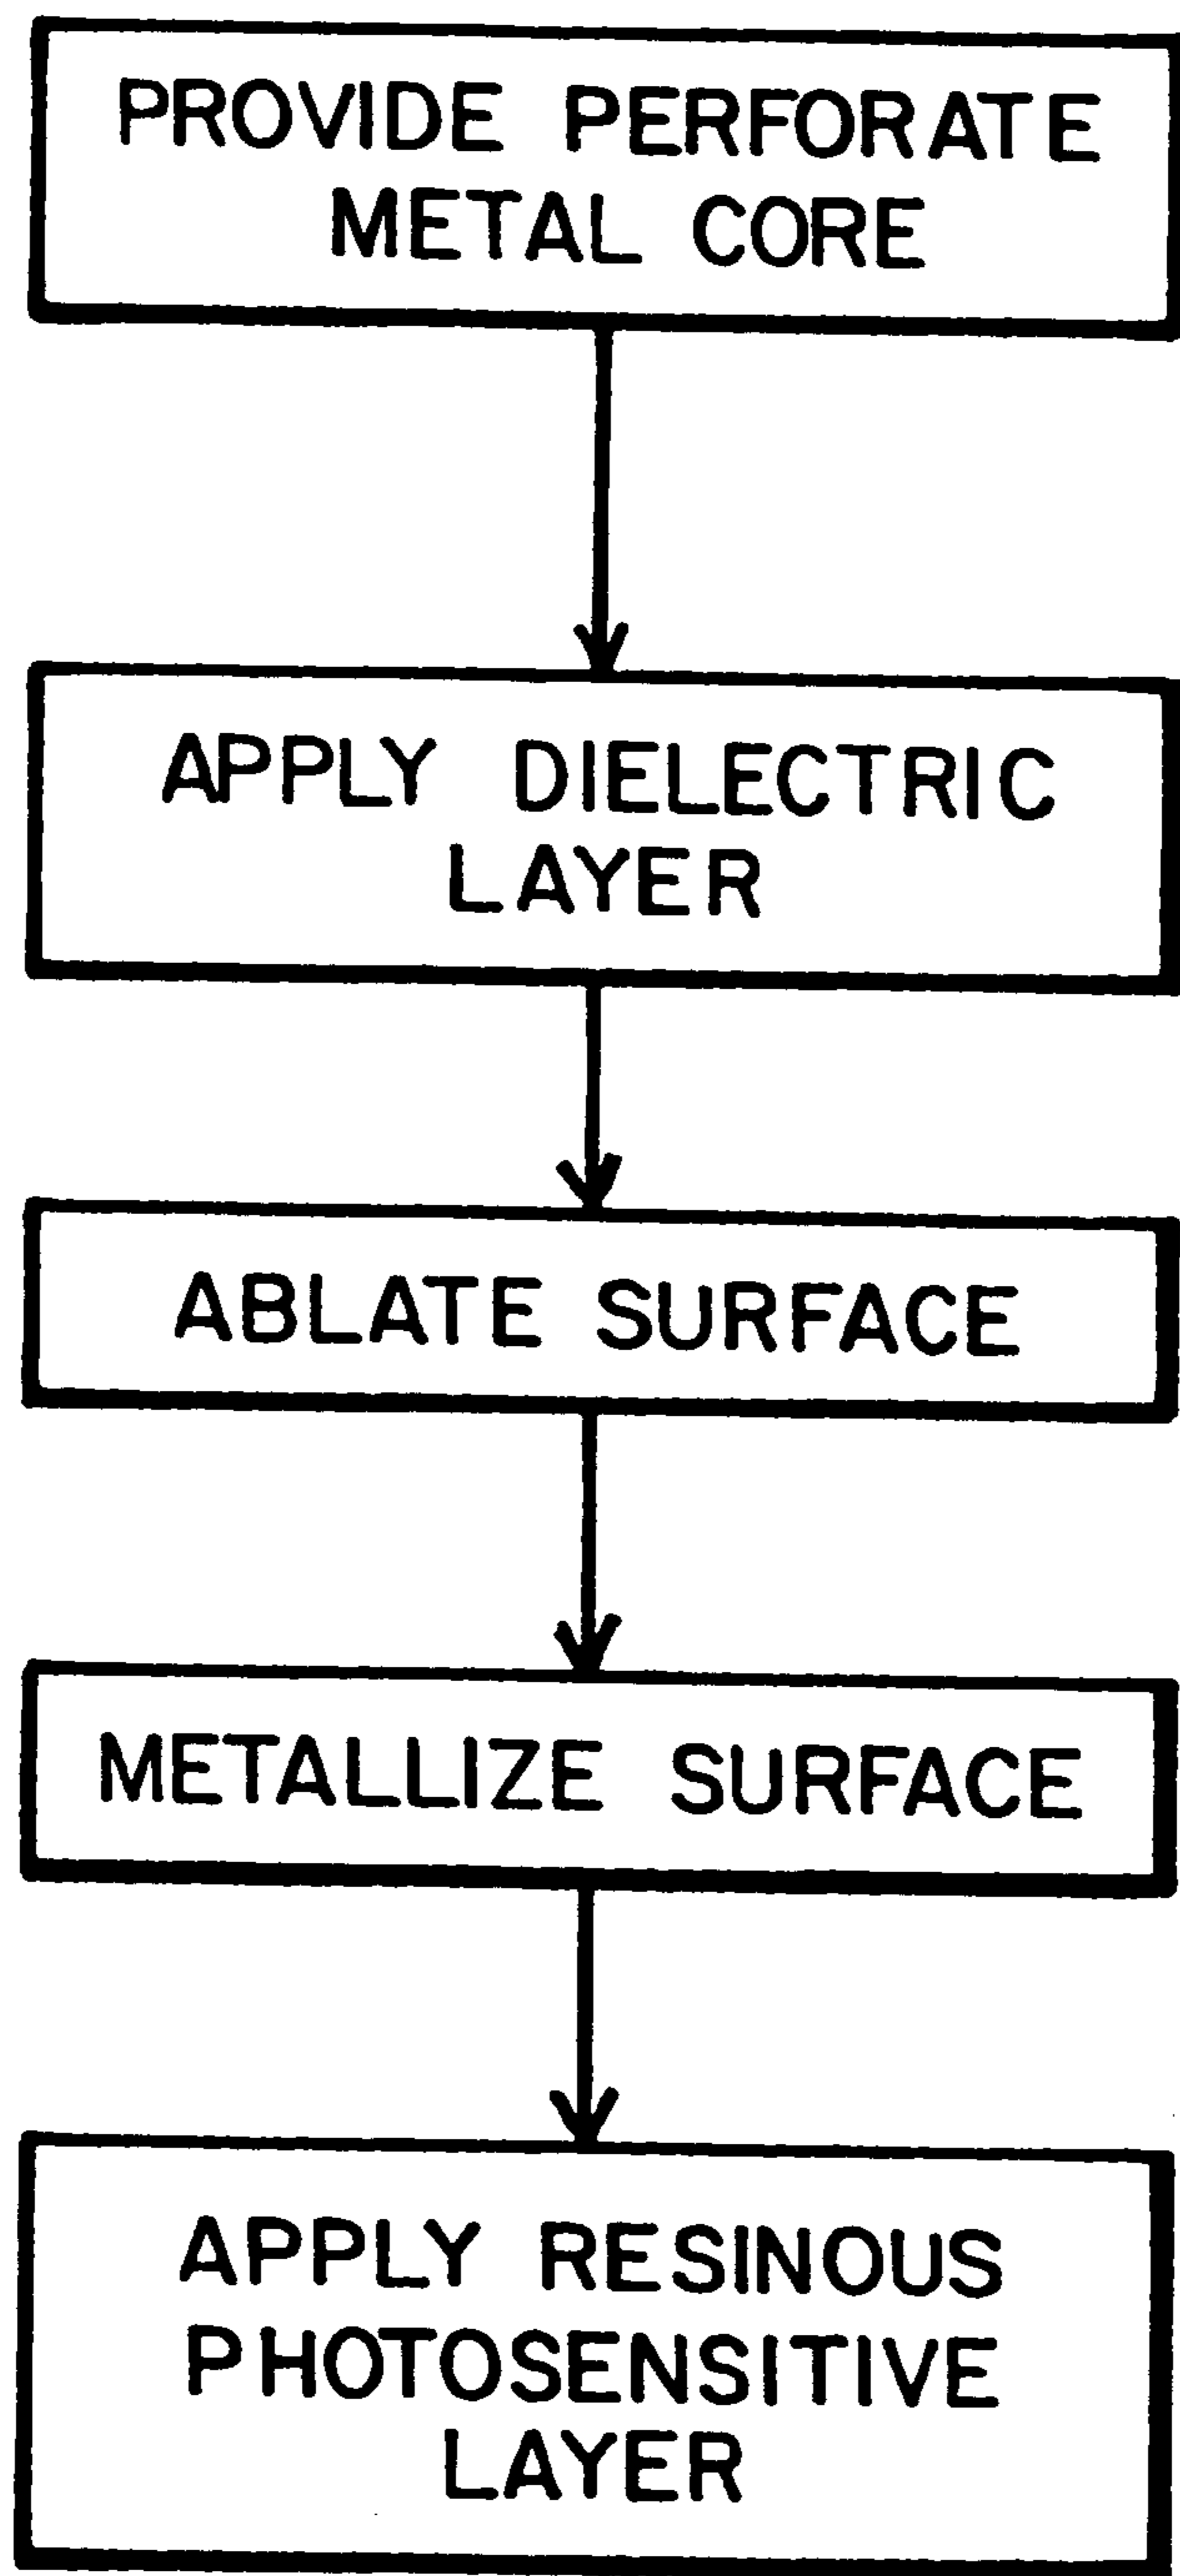 PROVIDE PERFORATE
METAL CORE
APPLY DIELECTRIC
LAYER
ABLATE SURFACE
METALLIZE SURFACE
APPLY RESINOUS
PHOTOSENSITIVE
LAYER